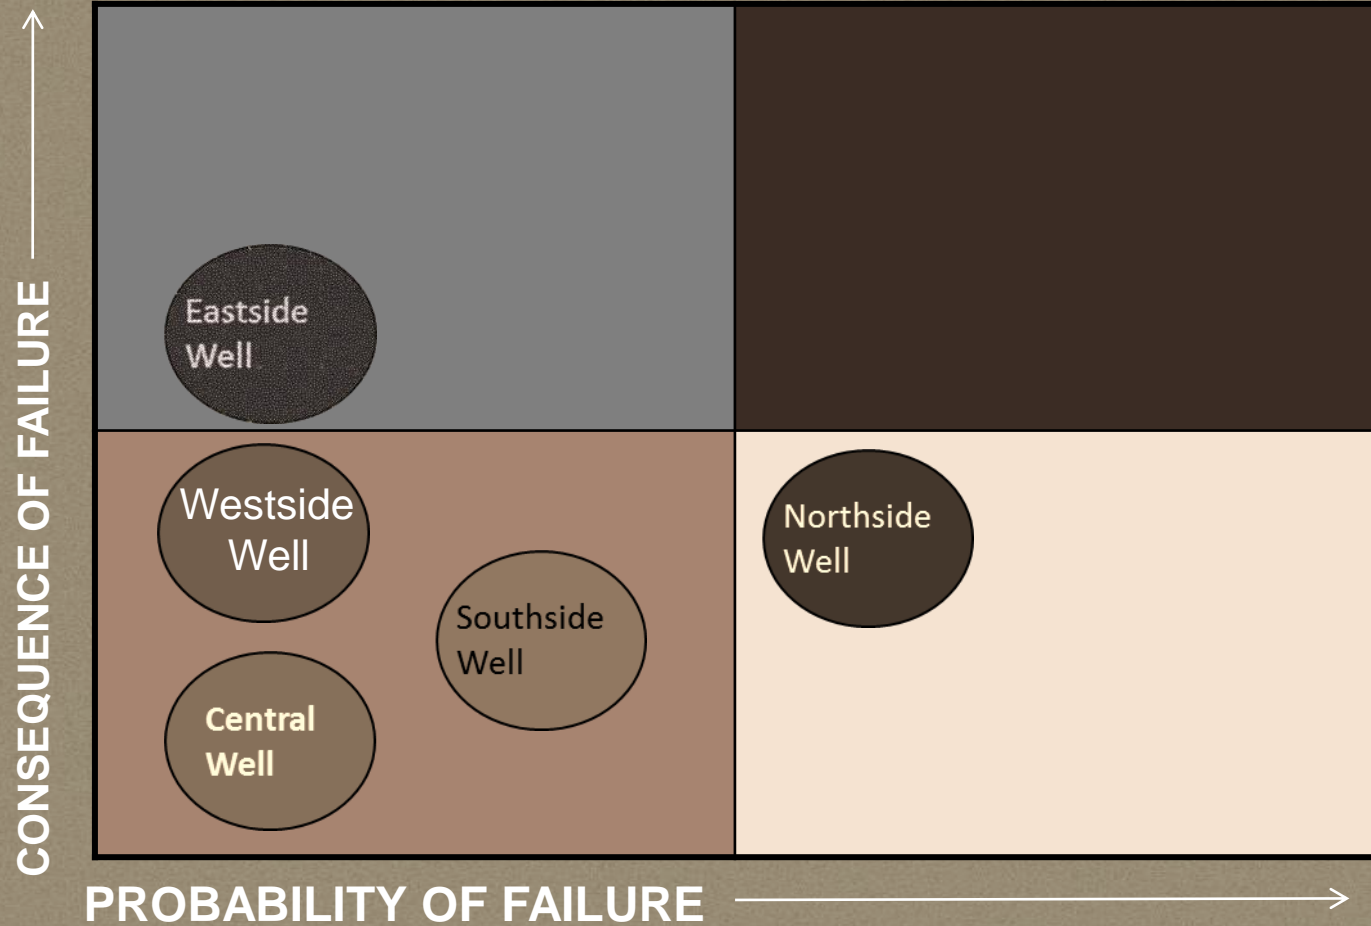 CONSEQUENCE OF FAILURE
Eastside
Well
Westside
Well
Northside
Well
Southside
Well
Central
Well
PROBABILITY OF FAILURE